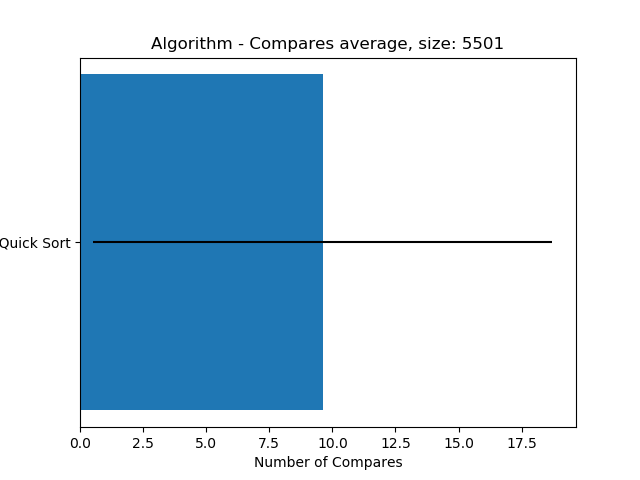 Algorithm - Compares average, size: 5501
Quick Sort
0.0 2.5 5.0 7.5 10.0 12.5 15.0 17.5
Number of Compares